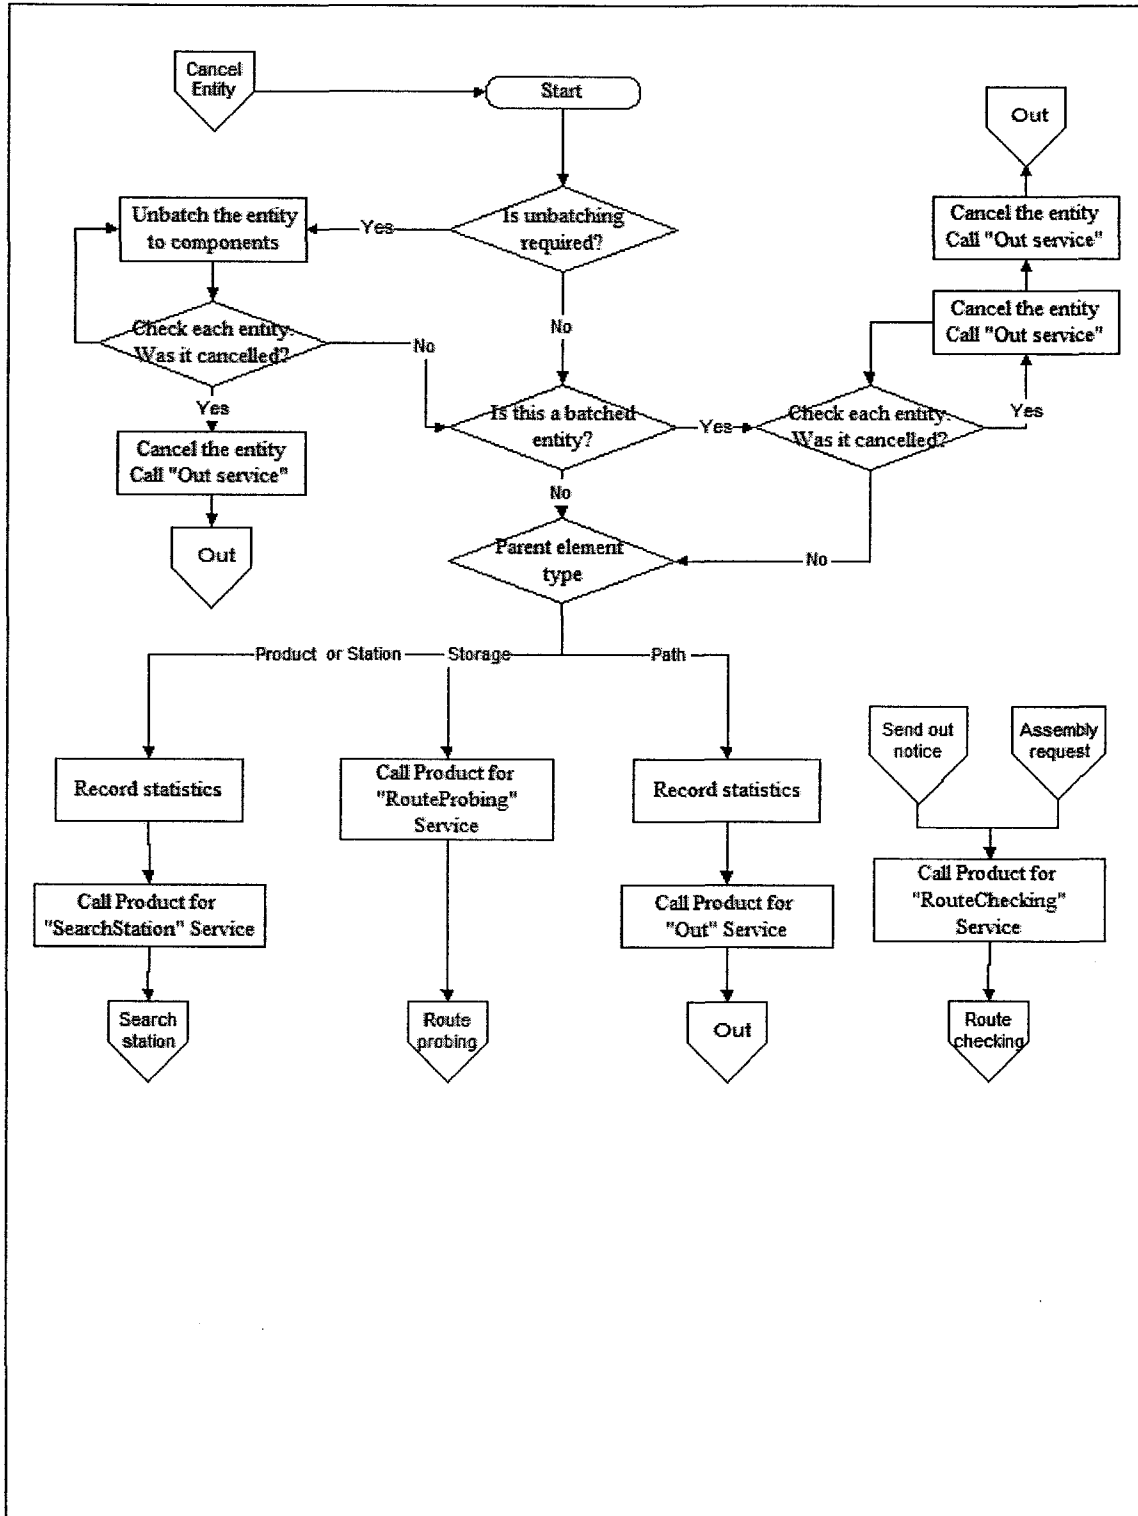 Cancel
Entity
Start
Out
Unbatch the entity
to components
Yes
Is unbatching
required?
Cancel the entity
Call "Out service"
Check each entity.
Was it cancelled?
No
No
Cancel the entity
Call "Out service"
Yes
Is this a batched
entity?
Yes
Check each entity.
Was it cancelled?
Yes
Cancel the entity
Call "Out service"
No
Out
Parent element
type
No
Product or Station
Storage
Path
Send out
notice
Assembly
request
Record statistics
Call Product for
"RouteProbing"
Service
Record statistics
Call Product for
"RouteChecking"
Service
Call Product for
"SearchStation" Service
Call Product for
"Out" Service
Search
station
Route
probing
Out
Route
checking